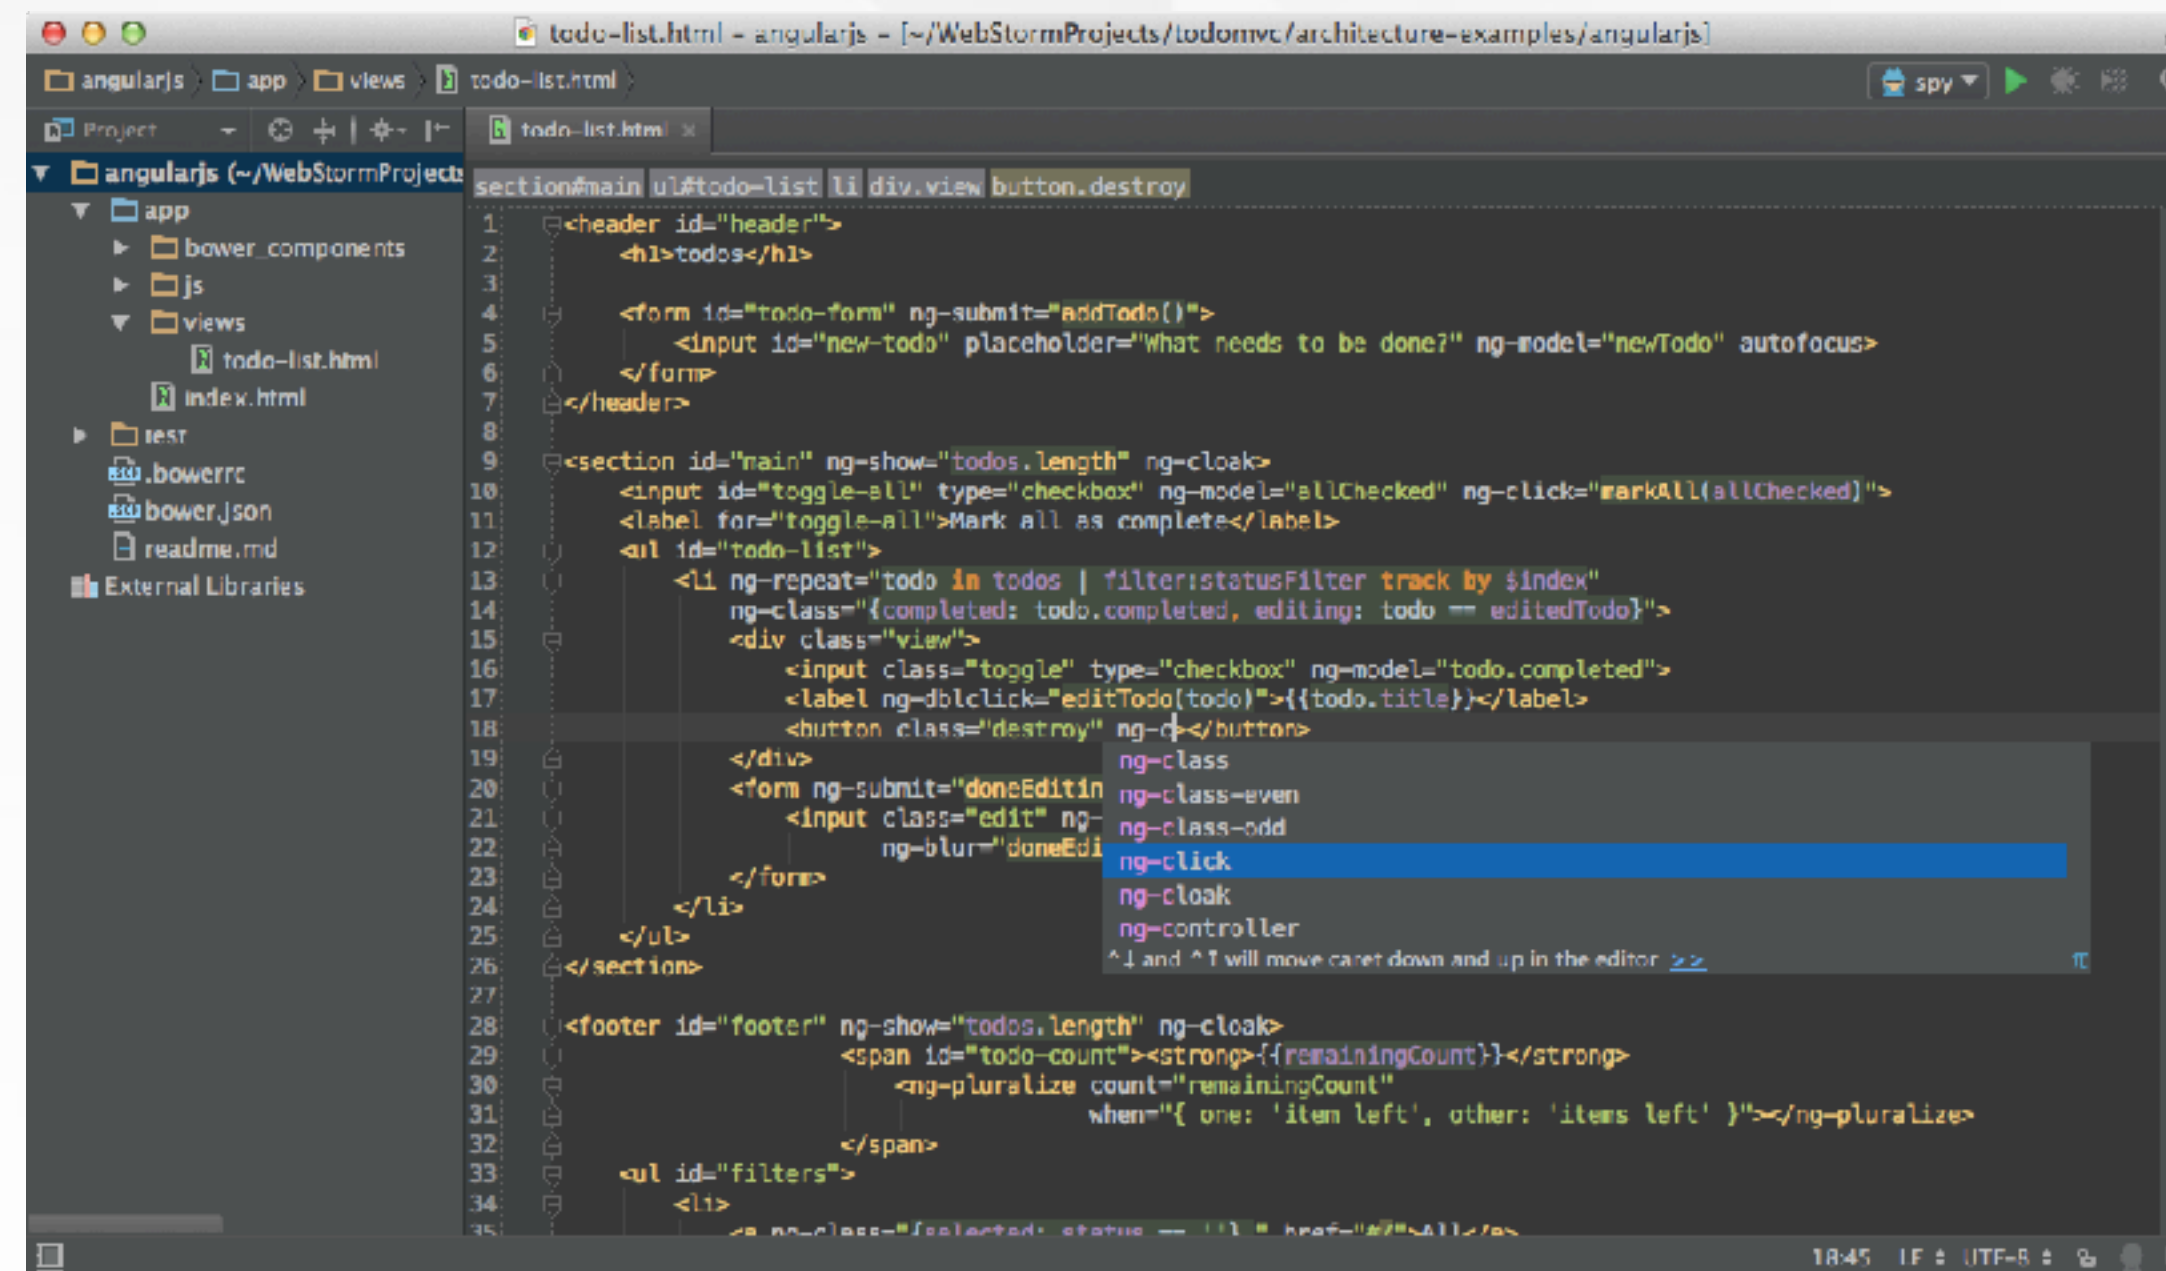 todo-list.html – angularjs – [~/WebStormProjects/todomvc/architecture-examples/angularjs]
angularjs app views todo-list.html spy
Project todo-list.html
angularjs (~/WebStormProjects
app
bower_components
js
views
todo-list.html
index.html
test
.bowerrc
bower.json
readme.md
External Libraries
section#main ul#todo-list li div.view button.destroy
1 <header id="header">
2 <h1>todos</h1>
3
4 <form id="todo-form" ng-submit="addTodo()">
5 <input id="new-todo" placeholder="What needs to be done?" ng-model="newTodo" autofocus>
6 </form>
7 </header>
8
9 <section id="main" ng-show="todos.length" ng-cloak>
10 <input id="toggle-all" type="checkbox" ng-model="allChecked" ng-click="markAll(allChecked)">
11 <label for="toggle-all">Mark all as complete</label>
12 <ul id="todo-list">
13 <li ng-repeat="todo in todos | filter:statusFilter track by $index"
14 ng-class="{completed: todo.completed, editing: todo == editedTodo}">
15 <div class="view">
16 <input class="toggle" type="checkbox" ng-model="todo.completed">
17 <label ng-dblclick="editTodo(todo)">{{todo.title}}</label>
18 <button class="destroy" ng-c></button>
19 </div>
20 <form ng-submit="doneEditin
21 <input class="edit" ng-
22 ng-blur="doneEdi
23 </form>
24 </li>
25 </ul>
26 </section>
27
28 <footer id="footer" ng-show="todos.length" ng-cloak>
29 <span id="todo-count"><strong>{{remainingCount}}</strong>
30 <ng-pluralize count="remainingCount"
31 when="{ one: 'item left', other: 'items left' }"></ng-pluralize>
32 </span>
33 <ul id="filters">
34 <li>
35 <a ng-class="{selected: status == ''} " href="#/">All</a>
ng-class
ng-class-even
ng-class-odd
ng-click
ng-cloak
ng-controller
^↓ and ^↑ will move caret down and up in the editor >> π
18:45 LF UTF-8